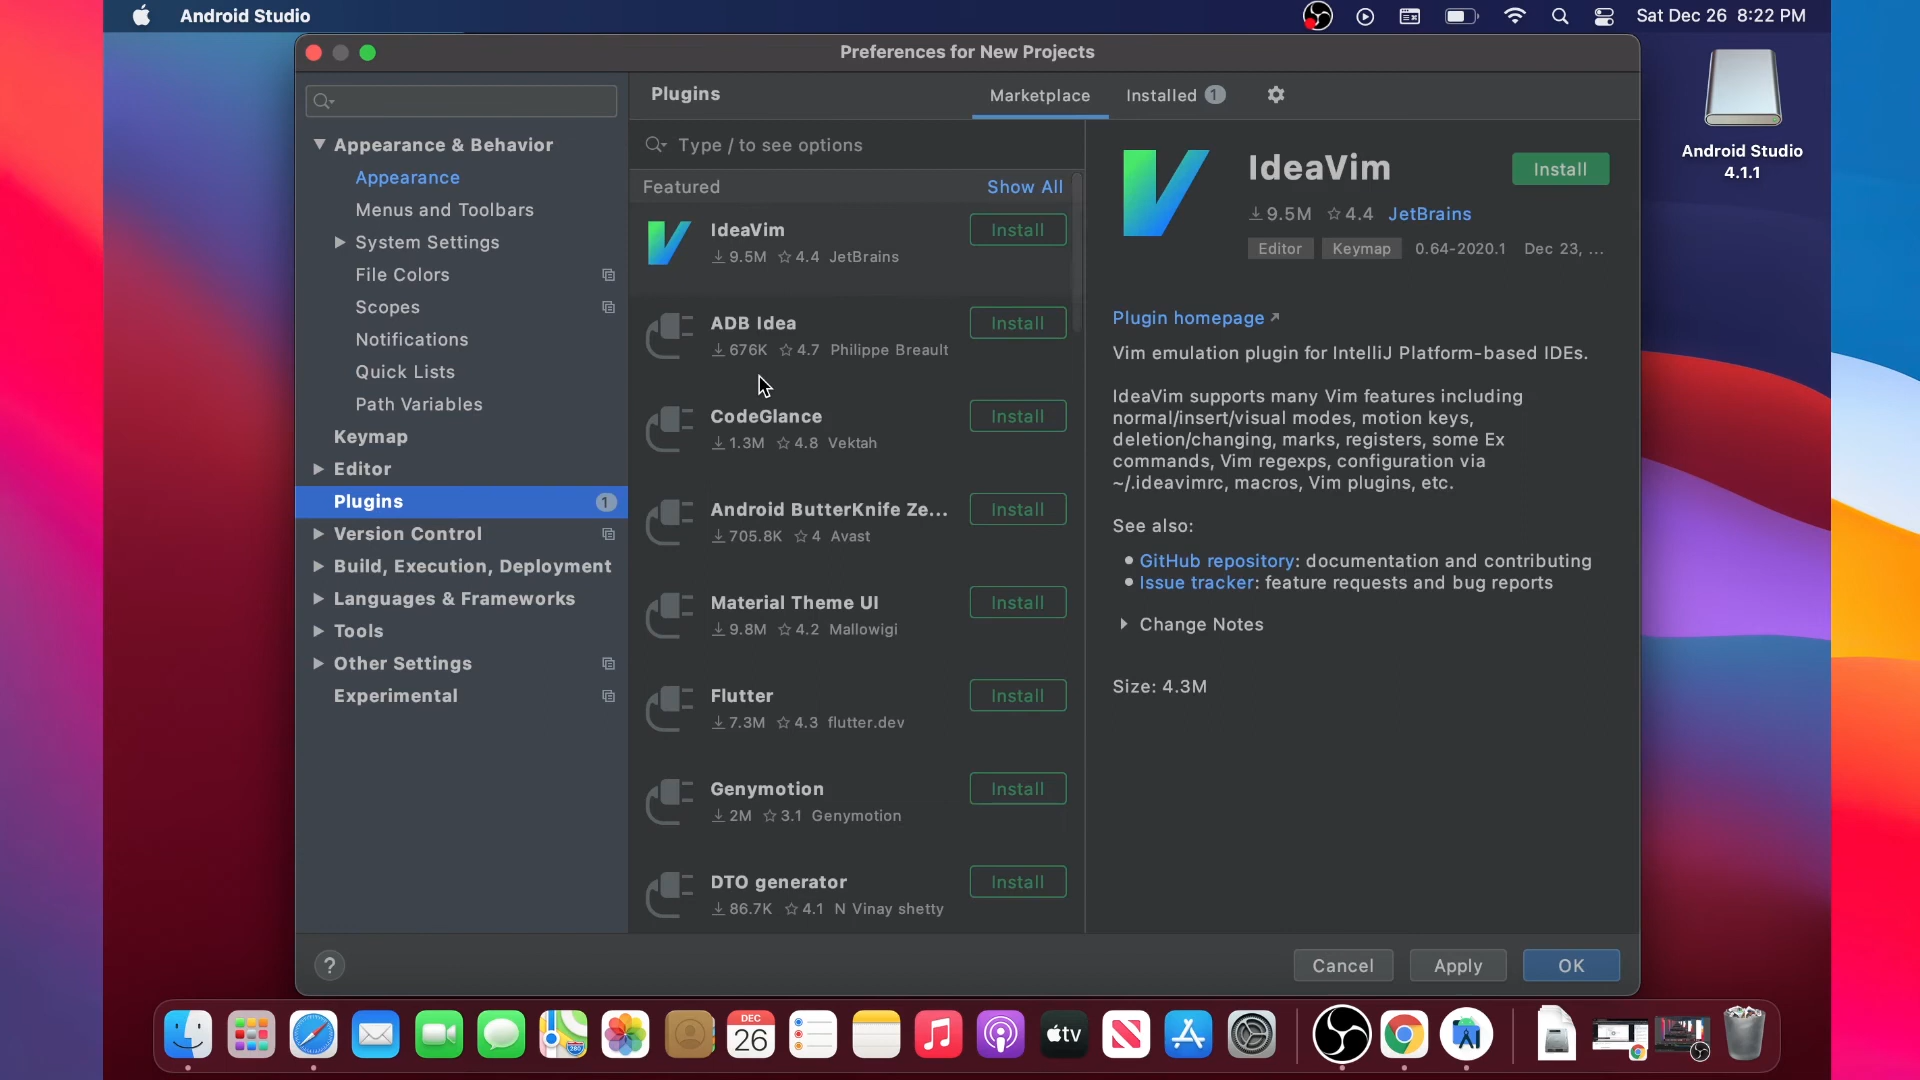 Android Studio
Sat Dec 26 8:22 PM
Preferences for New Projects
Android Studio
4.1.1
Appearance & Behavior
Appearance
Menus and Toolbars
System Settings
File Colors
Scopes
Notifications
Quick Lists
Path Variables
Keymap
Editor
Plugins 1
Version Control
Build, Execution, Deployment
Languages & Frameworks
Tools
Other Settings
Experimental
Plugins Marketplace Installed 1
Type / to see options
Featured Show All
IdeaVim Install
9.5M 4.4 JetBrains
ADB Idea Install
676K 4.7 Philippe Breault
CodeGlance Install
1.3M 4.8 Vektah
Android ButterKnife Ze... Install
705.8K 4 Avast
Material Theme UI Install
9.8M 4.2 Mallowigi
Flutter Install
7.3M 4.3 flutter.dev
Genymotion Install
2M 3.1 Genymotion
DTO generator Install
86.7K 4.1 N Vinay shetty
IdeaVim Install
9.5M 4.4 JetBrains
Editor Keymap 0.64-2020.1 Dec 23, ...
Plugin homepage ↗
Vim emulation plugin for IntelliJ Platform-based IDEs.
IdeaVim supports many Vim features including
normal/insert/visual modes, motion keys,
deletion/changing, marks, registers, some Ex
commands, Vim regexps, configuration via
~/.ideavimrc, macros, Vim plugins, etc.
See also:
• GitHub repository: documentation and contributing
• Issue tracker: feature requests and bug reports
Change Notes
Size: 4.3M
? Cancel Apply OK
DEC
26
tv